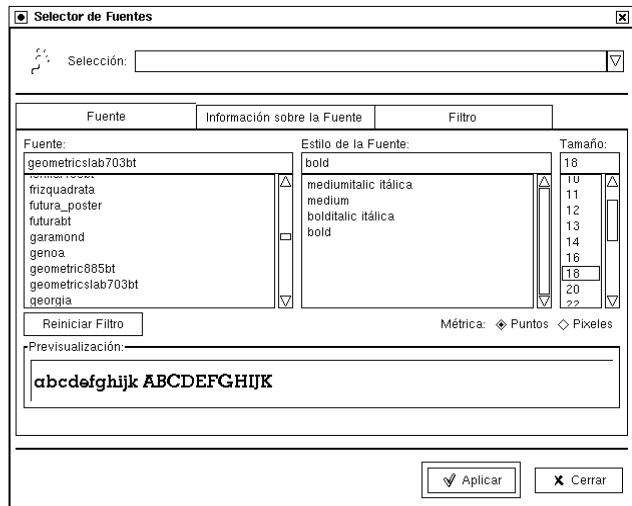 Selector de Fuentes
Selección:
Fuente
Información sobre la Fuente
Filtro
Fuente:
geometricslab703bt
frizquadrata
futura_poster
futurabt
garamond
genoa
geometric885bt
geometricslab703bt
georgia
Estilo de la Fuente:
bold
mediumitalic itálica
medium
bolditalic itálica
bold
Tamaño:
18
10
11
12
13
14
16
18
20
22
Reiniciar Filtro
Métrica: Puntos Pixeles
Previsualización:
abcdefghijk ABCDEFGHIJK
Aplicar
Cerrar